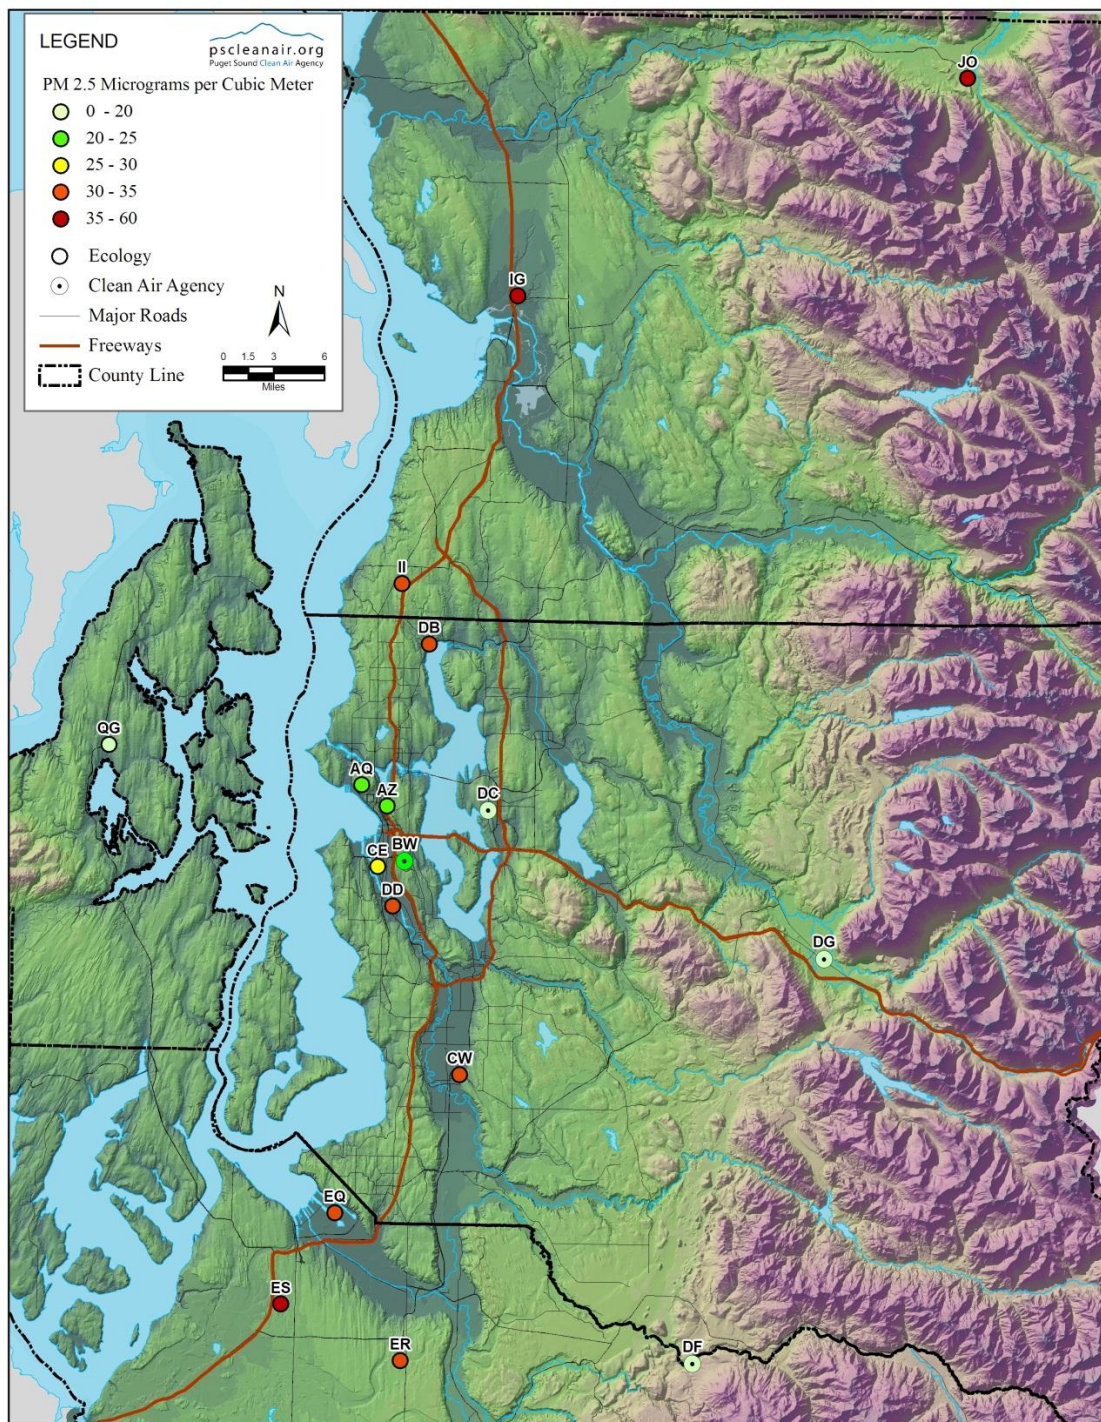 LEGEND
pscleanair.org
Puget Sound Clean Air Agency
PM 2.5 Micrograms per Cubic Meter
0 - 20
20 - 25
25 - 30
30 - 35
35 - 60
Ecology
Clean Air Agency
Major Roads
Freeways
County Line
N
0 1.5 3 6
Miles
JO
IG
II
DB
QG
AQ
AZ
DC
CE
BW
DD
DG
CW
EQ
ES
ER
DF